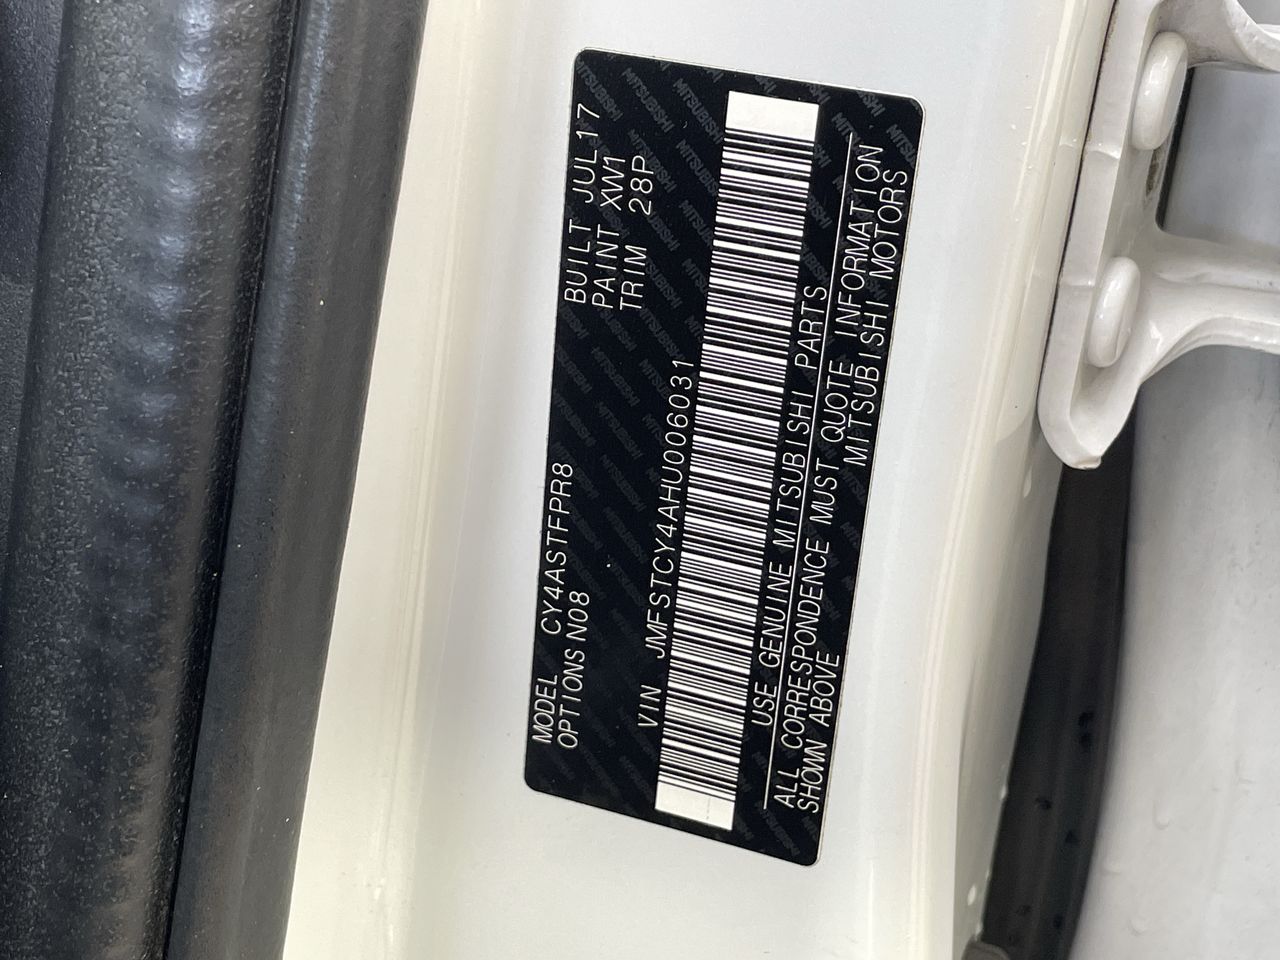 MODEL CY4ASTFPR8 BUILT JUL 17
OPTIONS N08 PAINT XW1
TRIM 28P
VIN JMFSTCY4AHU006031
USE GENUINE MITSUBISHI PARTS
ALL CORRESPONDENCE MUST QUOTE INFORMATION
SHOWN ABOVE MITSUBISHI MOTORS